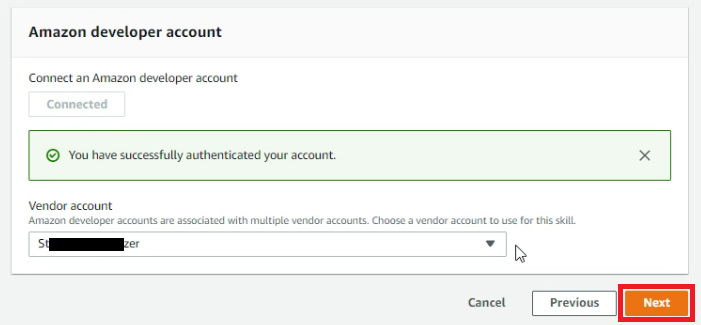 Amazon developer account
Connect an Amazon developer account
Connected
You have successfully authenticated your account.
Vendor account
Amazon developer accounts are associated with multiple vendor accounts. Choose a vendor account to use for this skill.
St zer
Cancel Previous Next